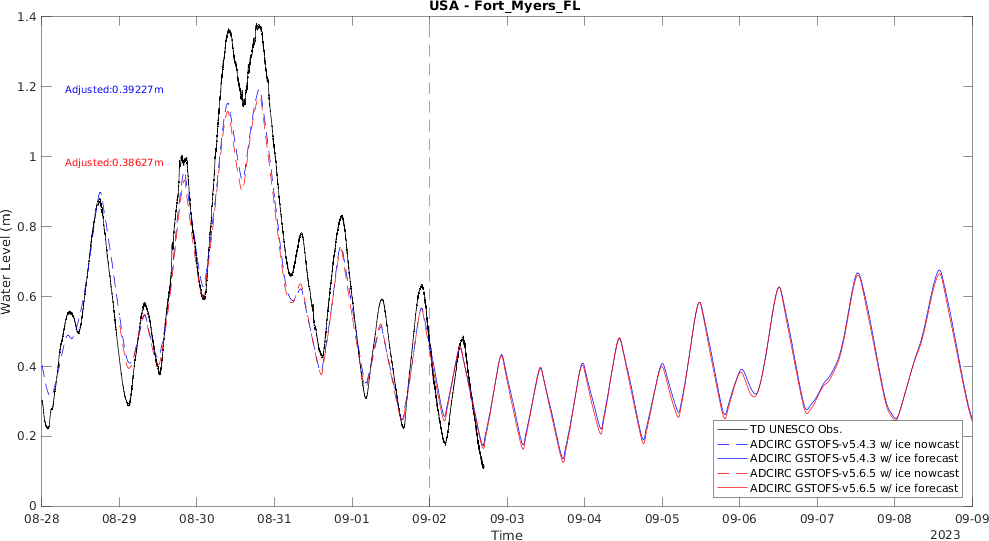 USA - Fort_Myers_FL
1.4
1.2
1
0.8
0.6
0.4
0.2
0
Water Level (m)
Adjusted:0.39227m
Adjusted:0.38627m
TD UNESCO Obs.
ADCIRC GSTOFS-v5.4.3 w/ ice nowcast
ADCIRC GSTOFS-v5.4.3 w/ ice forecast
ADCIRC GSTOFS-v5.6.5 w/ ice nowcast
ADCIRC GSTOFS-v5.6.5 w/ ice forecast
08-28 08-29 08-30 08-31 09-01 09-02 09-03 09-04 09-05 09-06 09-07 09-08 09-09
Time
2023